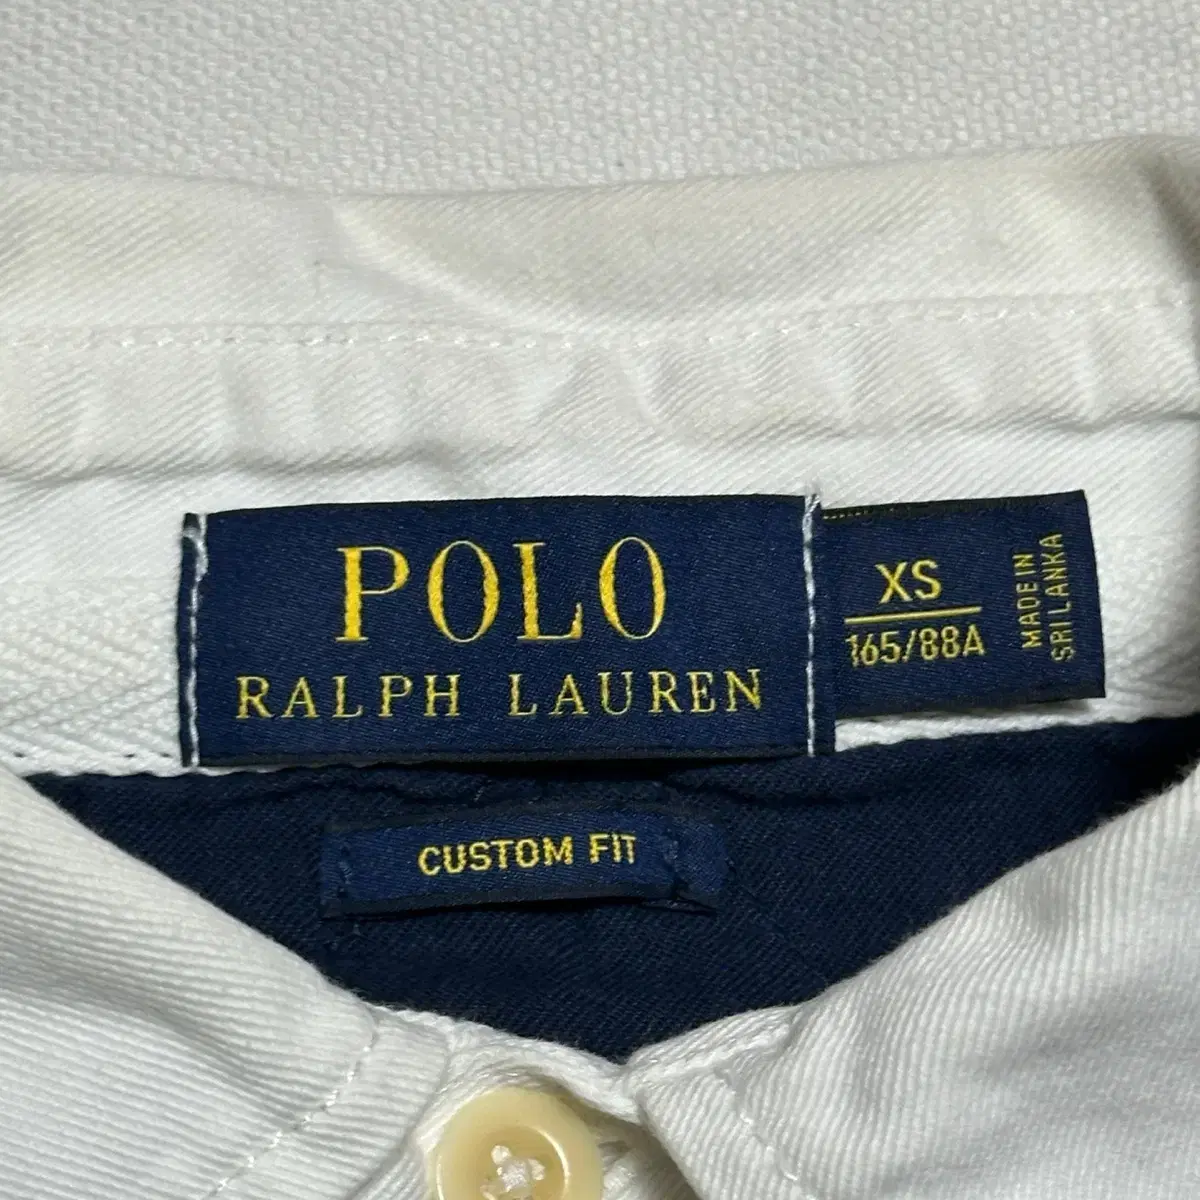 POLO
RALPH LAUREN
XS
165/88A
MADE IN
SRI LANKA
CUSTOM FIT